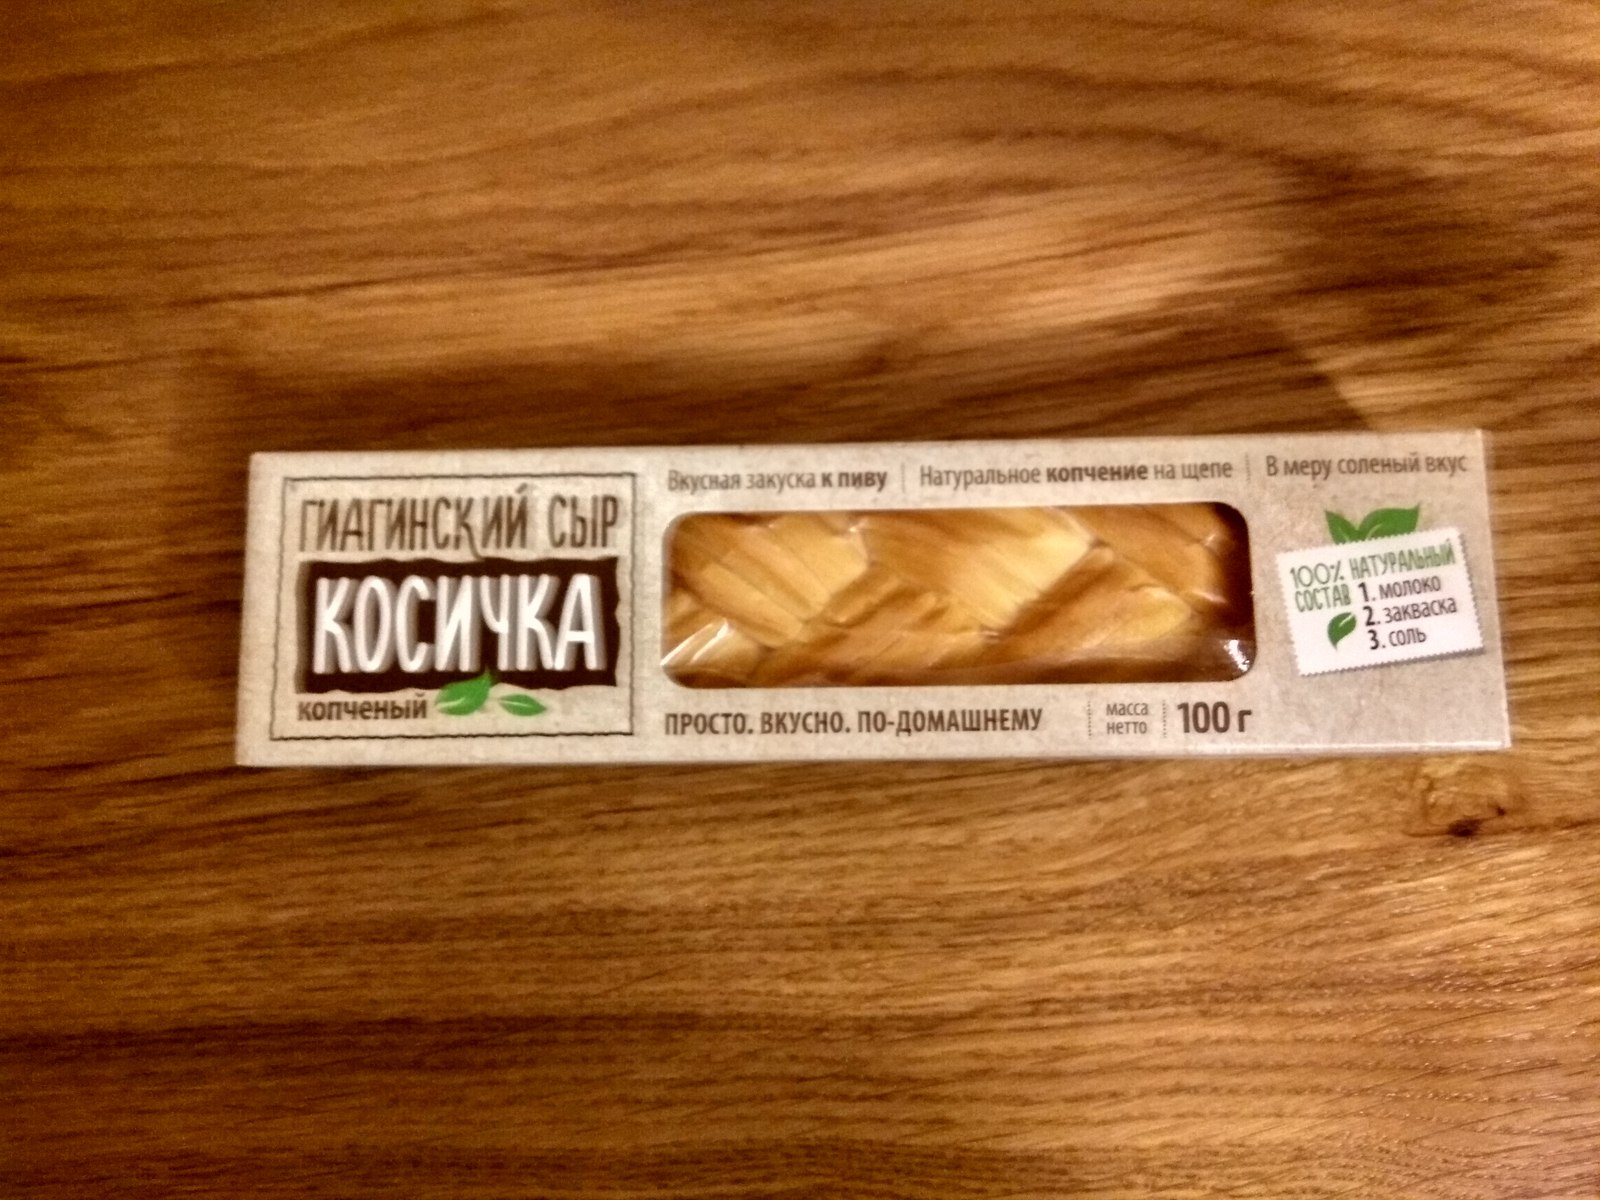 Вкусная закуска к пиву | Натуральное копчение на щепе | В меру соленый вкус
ГИАГИНСКИЙ СЫР
КОСИЧКА
копченый
100% НАТУРАЛЬНЫЙ
СОСТАВ
1. молоко
2. закваска
3. соль
ПРОСТО. ВКУСНО. ПО-ДОМАШНЕМУ
масса
нетто
100 г